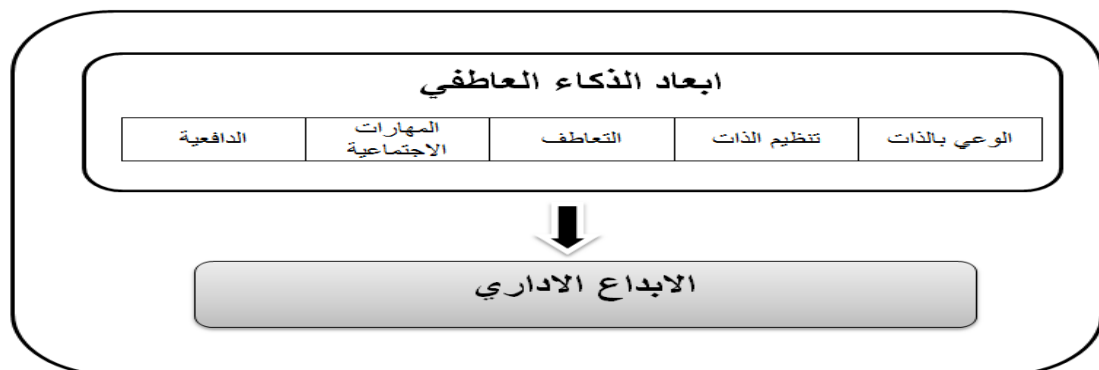 ابعاد الذكاء العاطفي
الوعي بالذات
تنظيم الذات
التعاطف
المهارات
الاجتماعية
الدافعية
الابداع الاداري